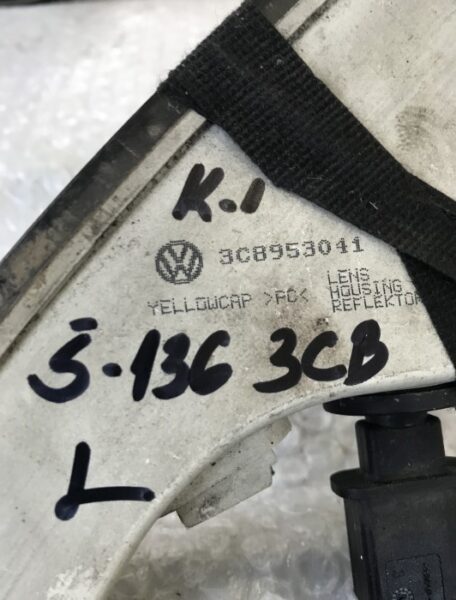 K.1
3C8953041
YELLOWCAP >PC< LENS
HOUSING
REFLEKTOR
S-136 3CB
L